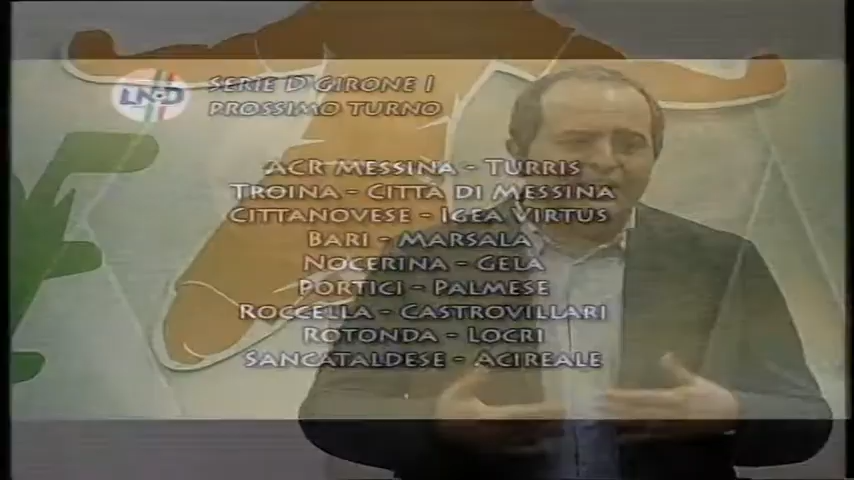 LND
SERIE D GIRONE I
PROSSIMO TURNO
ACR MESSINA - TURRIS
TROINA - CITTÀ DI MESSINA
CITTANOVESE - IGEA VIRTUS
BARI - MARSALA
NOCERINA - GELA
PORTICI - PALMESE
ROCCELLA - CASTROVILLARI
ROTONDA - LOCRI
SANCATALDESE - ACIREALE